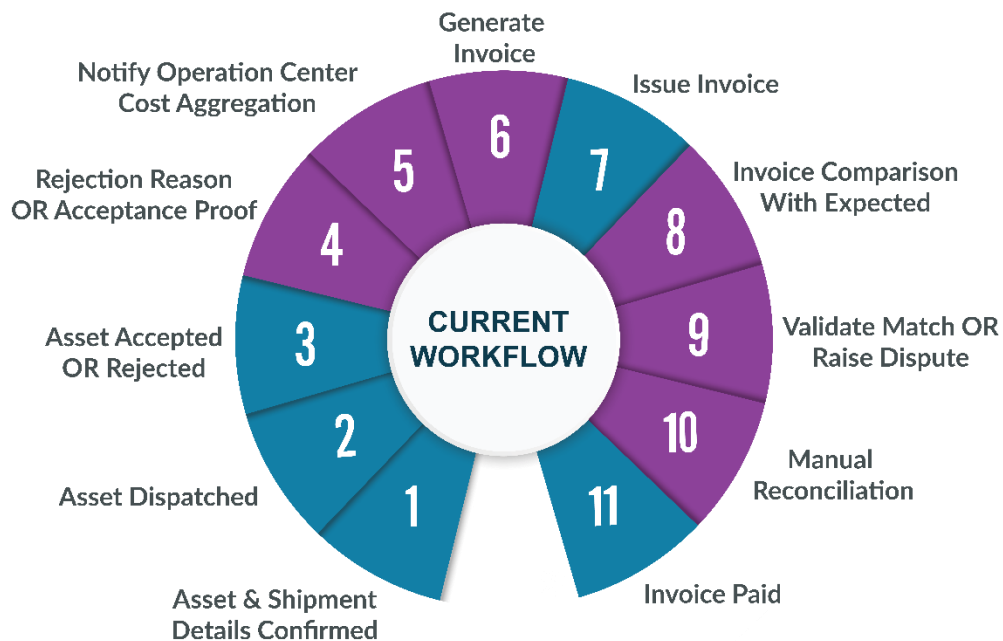 CURRENT
WORKFLOW
1
Asset & Shipment
Details Confirmed
2
Asset Dispatched
3
Asset Accepted
OR Rejected
4
Rejection Reason
OR Acceptance Proof
5
Notify Operation Center
Cost Aggregation
6
Generate
Invoice
7
Issue Invoice
8
Invoice Comparison
With Expected
9
Validate Match OR
Raise Dispute
10
Manual
Reconciliation
11
Invoice Paid